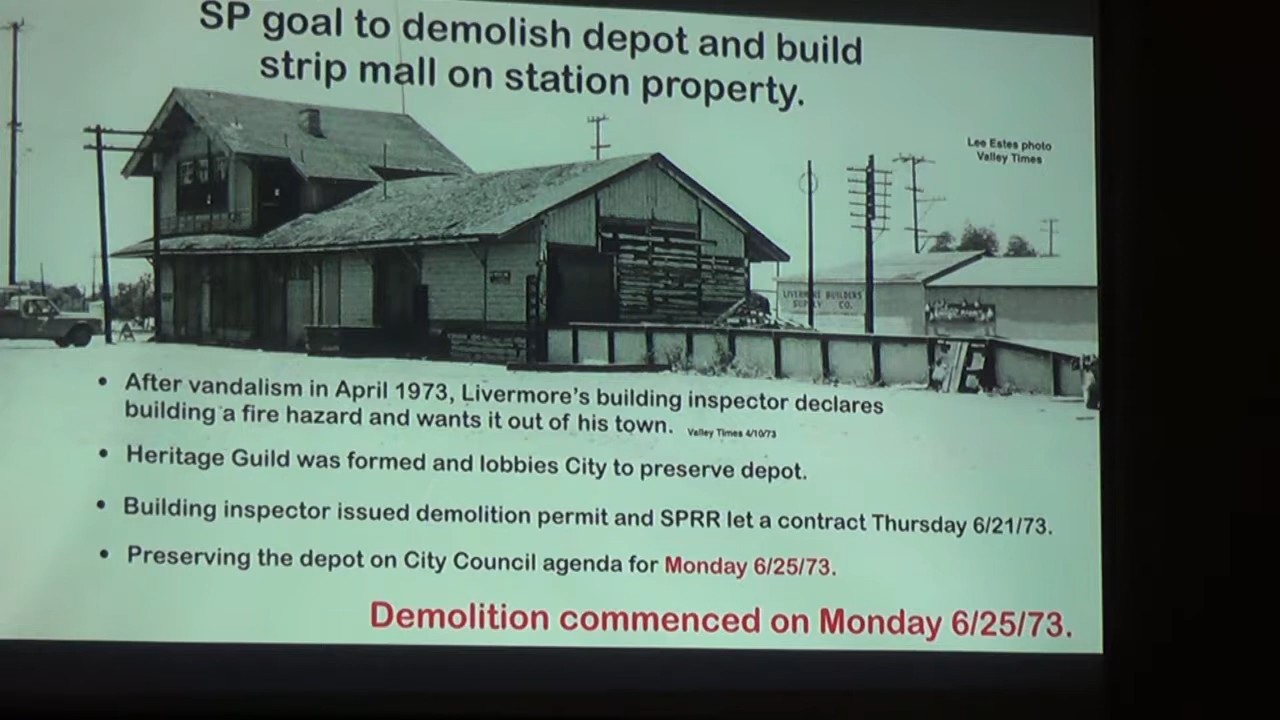 SP goal to demolish depot and build
strip mall on station property.
Lee Estes photo
Valley Times
LIVERMORE BUILDERS
SUPPLY CO.
• After vandalism in April 1973, Livermore's building inspector declares
building a fire hazard and wants it out of his town. Valley Times 4/10/73
• Heritage Guild was formed and lobbies City to preserve depot.
• Building inspector issued demolition permit and SPRR let a contract Thursday 6/21/73.
• Preserving the depot on City Council agenda for Monday 6/25/73.
Demolition commenced on Monday 6/25/73.